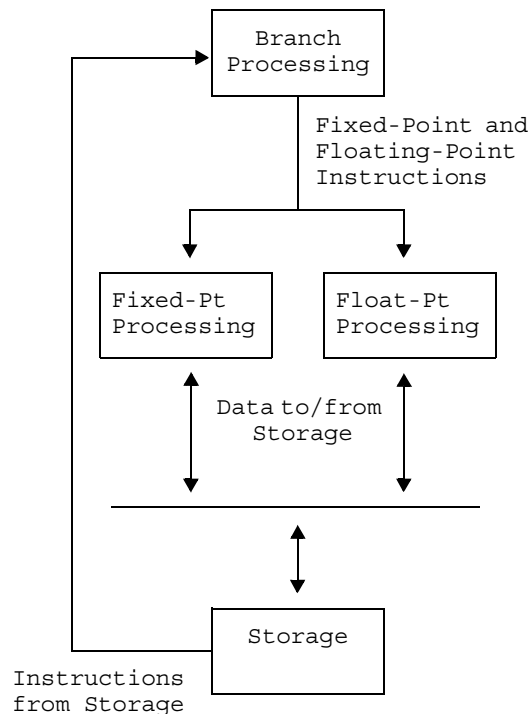 Branch
Processing
Fixed-Point and
Floating-Point
Instructions
Fixed-Pt
Processing
Float-Pt
Processing
Data to/from
Storage
Storage
Instructions
from Storage